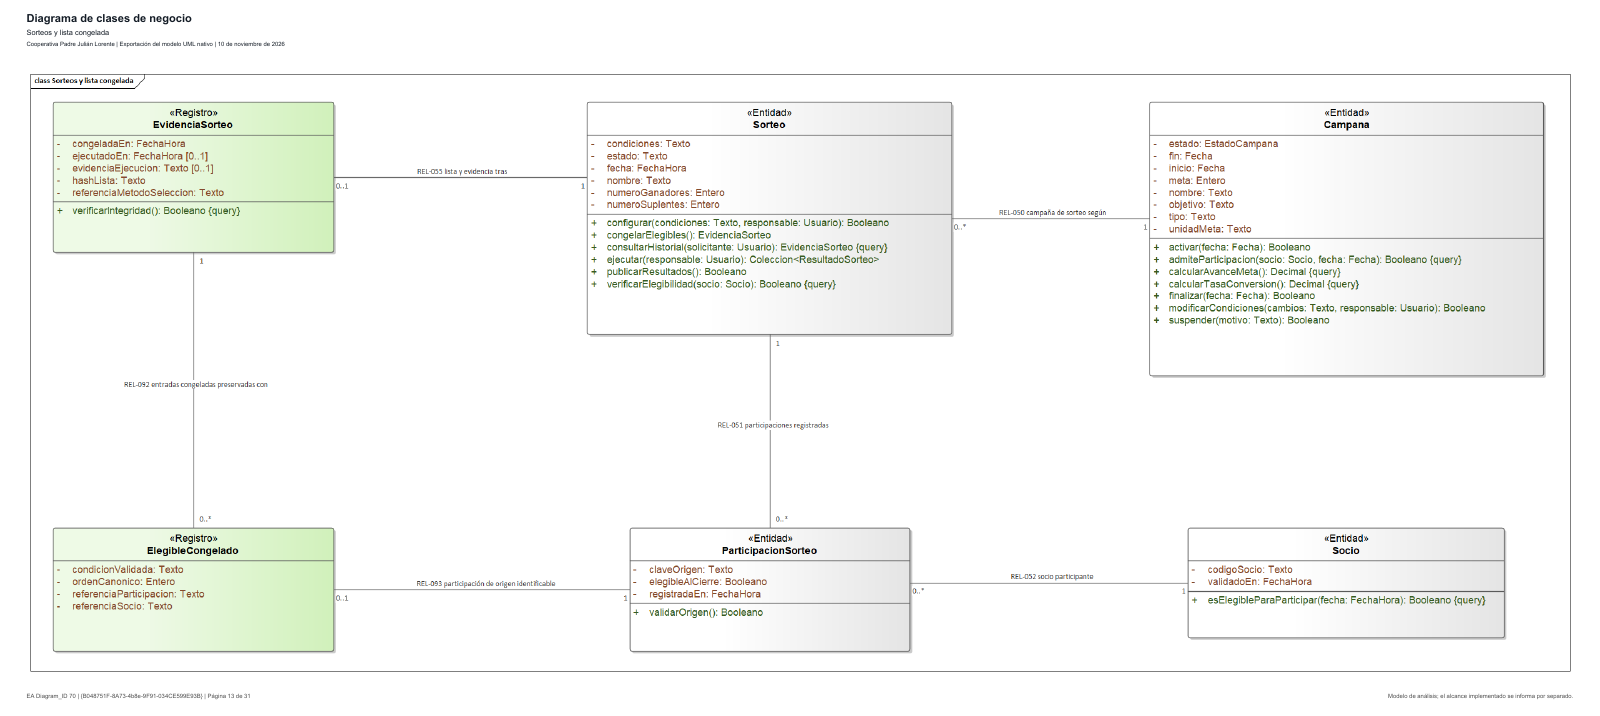 Diagrama de clases de negocio
Sorteos y lista congelada
Cooperativa Padre Julián Lorente | Exportación del modelo UML nativo | 10 de noviembre de 2026
class Sorteos y lista congelada
«Registro»
EvidenciaSorteo
- congeladaEn: FechaHora
- ejecutadoEn: FechaHora [0..1]
- evidenciaEjecucion: Texto [0..1]
- hashLista: Texto
- referenciaMetodoSeleccion: Texto
+ verificarIntegridad(): Booleano {query}
REL-055 lista y evidencia tras
0..1
1
«Entidad»
Sorteo
- condiciones: Texto
- estado: Texto
- fecha: FechaHora
- nombre: Texto
- numeroGanadores: Entero
- numeroSuplentes: Entero
+ configurar(condiciones: Texto, responsable: Usuario): Booleano
+ congelarElegibles(): EvidenciaSorteo
+ consultarHistorial(solicitante: Usuario): EvidenciaSorteo {query}
+ ejecutar(responsable: Usuario): Coleccion<ResultadoSorteo>
+ publicarResultados(): Booleano
+ verificarElegibilidad(socio: Socio): Booleano {query}
REL-050 campaña de sorteo según
0..*
1
«Entidad»
Campana
- estado: EstadoCampana
- fin: Fecha
- inicio: Fecha
- meta: Entero
- nombre: Texto
- objetivo: Texto
- tipo: Texto
- unidadMeta: Texto
+ activar(fecha: Fecha): Booleano
+ admiteParticipacion(socio: Socio, fecha: Fecha): Booleano {query}
+ calcularAvanceMeta(): Decimal {query}
+ calcularTasaConversion(): Decimal {query}
+ finalizar(fecha: Fecha): Booleano
+ modificarCondiciones(cambios: Texto, responsable: Usuario): Booleano
+ suspender(motivo: Texto): Booleano
1
REL-092 entradas congeladas preservadas con
0..*
1
REL-051 participaciones registradas
0..*
«Registro»
ElegibleCongelado
- condicionValidada: Texto
- ordenCanonico: Entero
- referenciaParticipacion: Texto
- referenciaSocio: Texto
REL-093 participación de origen identificable
0..1
1
«Entidad»
ParticipacionSorteo
- claveOrigen: Texto
- elegibleAlCierre: Booleano
- registradaEn: FechaHora
+ validarOrigen(): Booleano
REL-052 socio participante
0..*
1
«Entidad»
Socio
- codigoSocio: Texto
- validadoEn: FechaHora
+ esElegibleParaParticipar(fecha: FechaHora): Booleano {query}
EA Diagram_ID 70 | {B048751F-8A73-4b8e-9F91-034CE599E93B} | Página 13 de 31
Modelo de análisis; el alcance implementado se informa por separado.